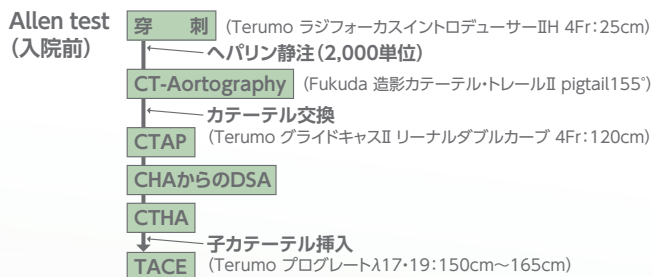 Allen test
(入院前)
穿　刺 (Terumo ラジフォーカスイントロデューサーⅡH 4Fr:25cm)
ヘパリン静注(2,000単位)
CT-Aortography (Fukuda 造影カテーテル・トレールⅡ pigtail155°)
カテーテル交換
CTAP (Terumo グライドキャスⅡ リーナルダブルカーブ 4Fr:120cm)
CHAからのDSA
CTHA
子カテーテル挿入
TACE (Terumo プログレートλ17・19:150cm～165cm)